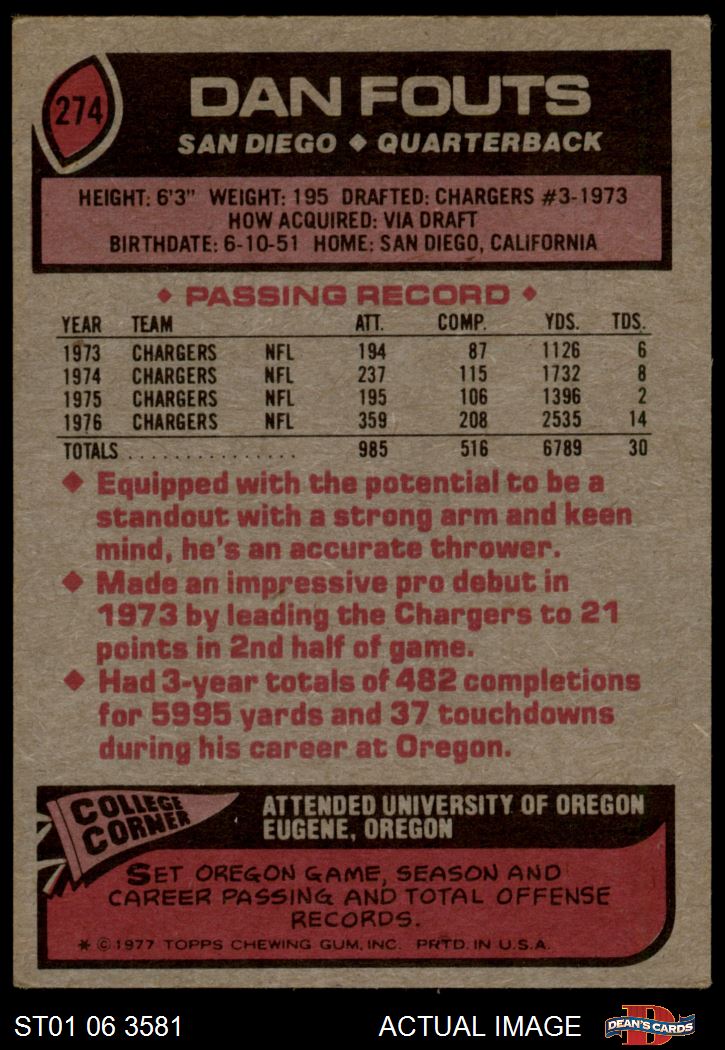 274
DAN FOUTS
SAN DIEGO ♦ QUARTERBACK
HEIGHT: 6'3" WEIGHT: 195 DRAFTED: CHARGERS #3-1973
HOW ACQUIRED: VIA DRAFT
BIRTHDATE: 6-10-51 HOME: SAN DIEGO, CALIFORNIA
♦ PASSING RECORD ♦
YEAR TEAM ATT. COMP. YDS. TDS.
1973 CHARGERS NFL 194 87 1126 6
1974 CHARGERS NFL 237 115 1732 8
1975 CHARGERS NFL 195 106 1396 2
1976 CHARGERS NFL 359 208 2535 14
TOTALS . . . . . . . . . . . . . . . 985 516 6789 30
♦ Equipped with the potential to be a
standout with a strong arm and keen
mind, he's an accurate thrower.
♦ Made an impressive pro debut in
1973 by leading the Chargers to 21
points in 2nd half of game.
♦ Had 3-year totals of 482 completions
for 5995 yards and 37 touchdowns
during his career at Oregon.
COLLEGE
CORNER
ATTENDED UNIVERSITY OF OREGON
EUGENE, OREGON
SET OREGON GAME, SEASON AND
CAREER PASSING AND TOTAL OFFENSE
RECORDS.
* © 1977 TOPPS CHEWING GUM, INC. PRTD. IN U.S.A.
ST01 06 3581 ACTUAL IMAGE
D
DEAN'S CARDS